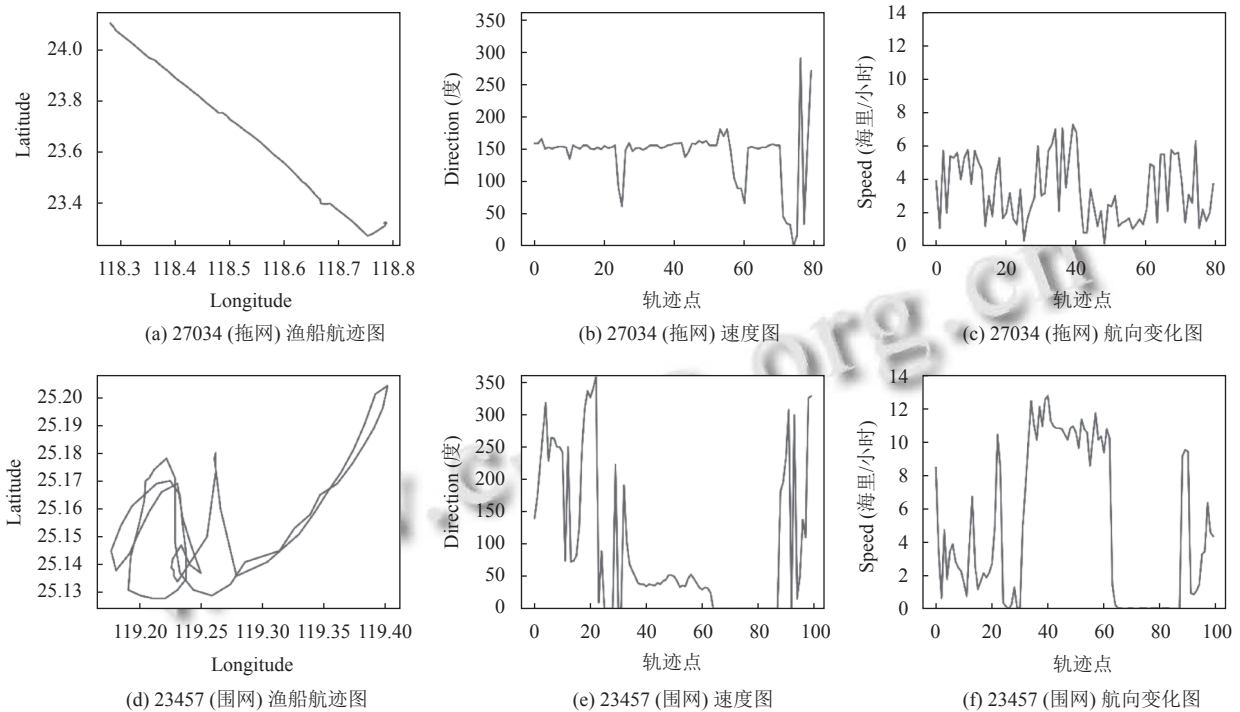 Latitude
24.0
23.8
23.6
23.4
118.3 118.4 118.5 118.6 118.7 118.8
Longitude
(a) 27034 (拖网) 渔船航迹图
Direction (度)
350
300
250
200
150
100
50
0
0 20 40 60 80
轨迹点
(b) 27034 (拖网) 速度图
Speed (海里/小时)
14
12
10
8
6
4
2
0
0 20 40 60 80
轨迹点
(c) 27034 (拖网) 航向变化图
Latitude
25.20
25.19
25.18
25.17
25.16
25.15
25.14
25.13
119.20 119.25 119.30 119.35 119.40
Longitude
(d) 23457 (围网) 渔船航迹图
Direction (度)
350
300
250
200
150
100
50
0
0 20 40 60 80 100
轨迹点
(e) 23457 (围网) 速度图
Speed (海里/小时)
14
12
10
8
6
4
2
0
0 20 40 60 80 100
轨迹点
(f) 23457 (围网) 航向变化图